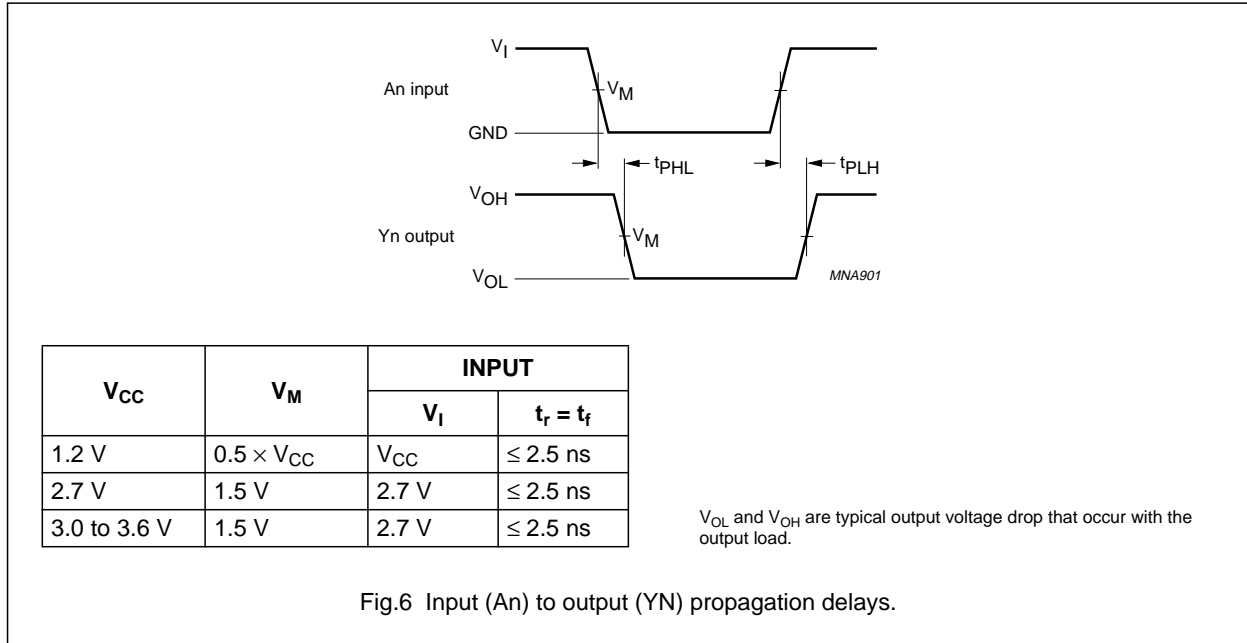 V_I
An input
V_M
GND
t_PHL
t_PLH
V_OH
Yn output
V_M
V_OL
MNA901
V_CC V_M INPUT
V_I t_r = t_f
1.2 V 0.5 × V_CC V_CC ≤ 2.5 ns
2.7 V 1.5 V 2.7 V ≤ 2.5 ns
3.0 to 3.6 V 1.5 V 2.7 V ≤ 2.5 ns
V_OL and V_OH are typical output voltage drop that occur with the
output load.
Fig.6 Input (An) to output (YN) propagation delays.